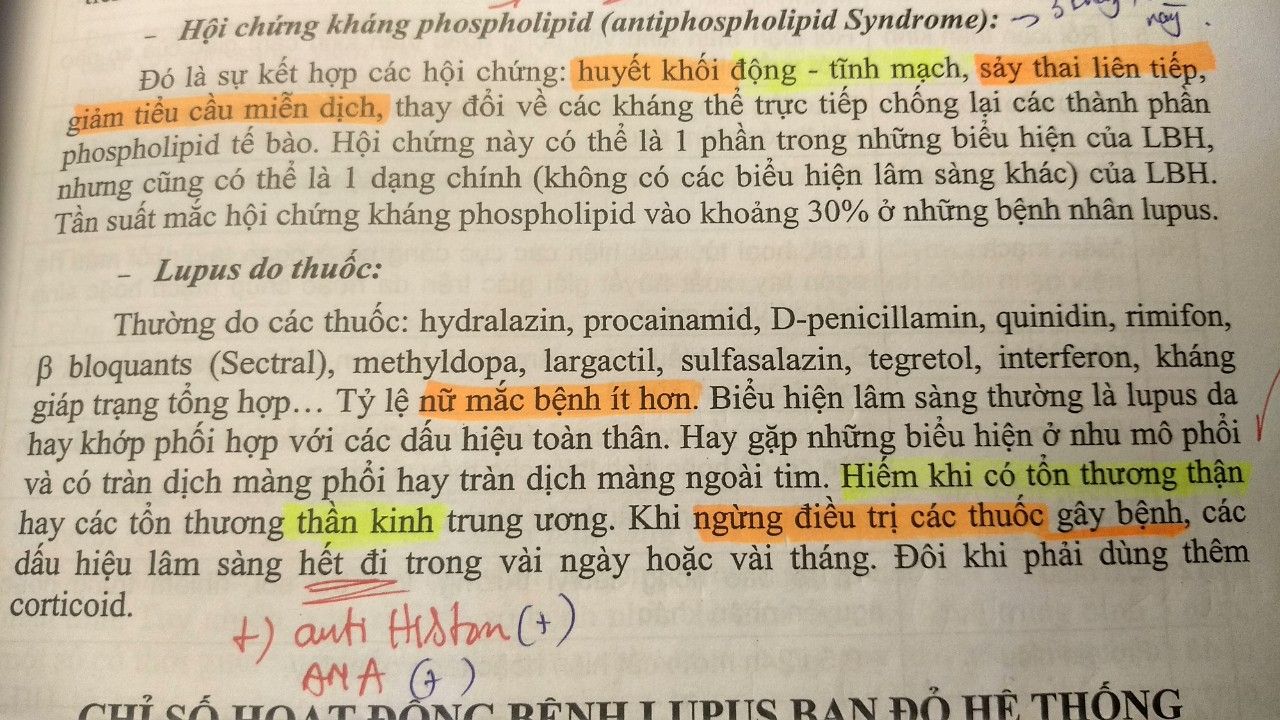 - Hội chứng kháng phospholipid (antiphospholipid Syndrome): → 3
này.
Đó là sự kết hợp các hội chứng: huyết khối động - tĩnh mạch, sảy thai liên tiếp,
giảm tiểu cầu miễn dịch, thay đổi về các kháng thể trực tiếp chống lại các thành phần
phospholipid tế bào. Hội chứng này có thể là 1 phần trong những biểu hiện của LBH,
nhưng cũng có thể là 1 dạng chính (không có các biểu hiện lâm sàng khác) của LBH.
Tần suất mắc hội chứng kháng phospholipid vào khoảng 30% ở những bệnh nhân lupus.
- Lupus do thuốc:
Thường do các thuốc: hydralazin, procainamid, D-penicillamin, quinidin, rimifon,
β bloquants (Sectral), methyldopa, largactil, sulfasalazin, tegretol, interferon, kháng
giáp trạng tổng hợp… Tỷ lệ nữ mắc bệnh ít hơn. Biểu hiện lâm sàng thường là lupus da
hay khớp phối hợp với các dấu hiệu toàn thân. Hay gặp những biểu hiện ở nhu mô phổi
và có tràn dịch màng phổi hay tràn dịch màng ngoài tim. Hiếm khi có tổn thương thận
hay các tổn thương thần kinh trung ương. Khi ngừng điều trị các thuốc gây bệnh, các
dấu hiệu lâm sàng hết đi trong vài ngày hoặc vài tháng. Đôi khi phải dùng thêm
corticoid.
+) anti Histon (+)
ANA (+)
CHỈ SỐ HOẠT ĐỘNG BỆNH LUPUS BAN ĐỎ HỆ THỐNG